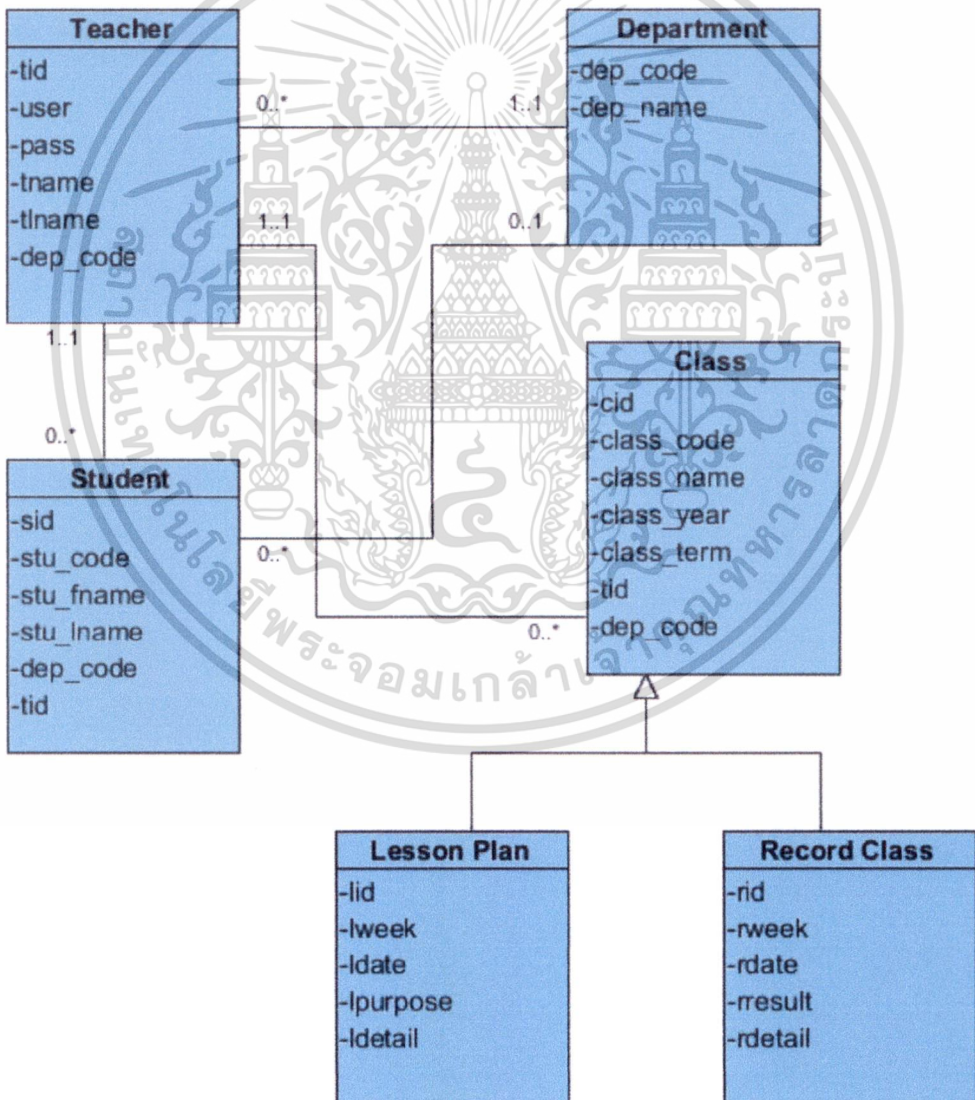 Teacher
-tid
-user
-pass
-tname
-tlname
-dep_code
Department
-dep_code
-dep_name
0..*
1..1
1..1
0..1
1..1
0..*
Student
-sid
-stu_code
-stu_fname
-stu_lname
-dep_code
-tid
0..*
Class
-cid
-class_code
-class_name
-class_year
-class_term
-tid
-dep_code
0..*
Lesson Plan
-lid
-lweek
-ldate
-lpurpose
-ldetail
Record Class
-rid
-rweek
-rdate
-rresult
-rdetail